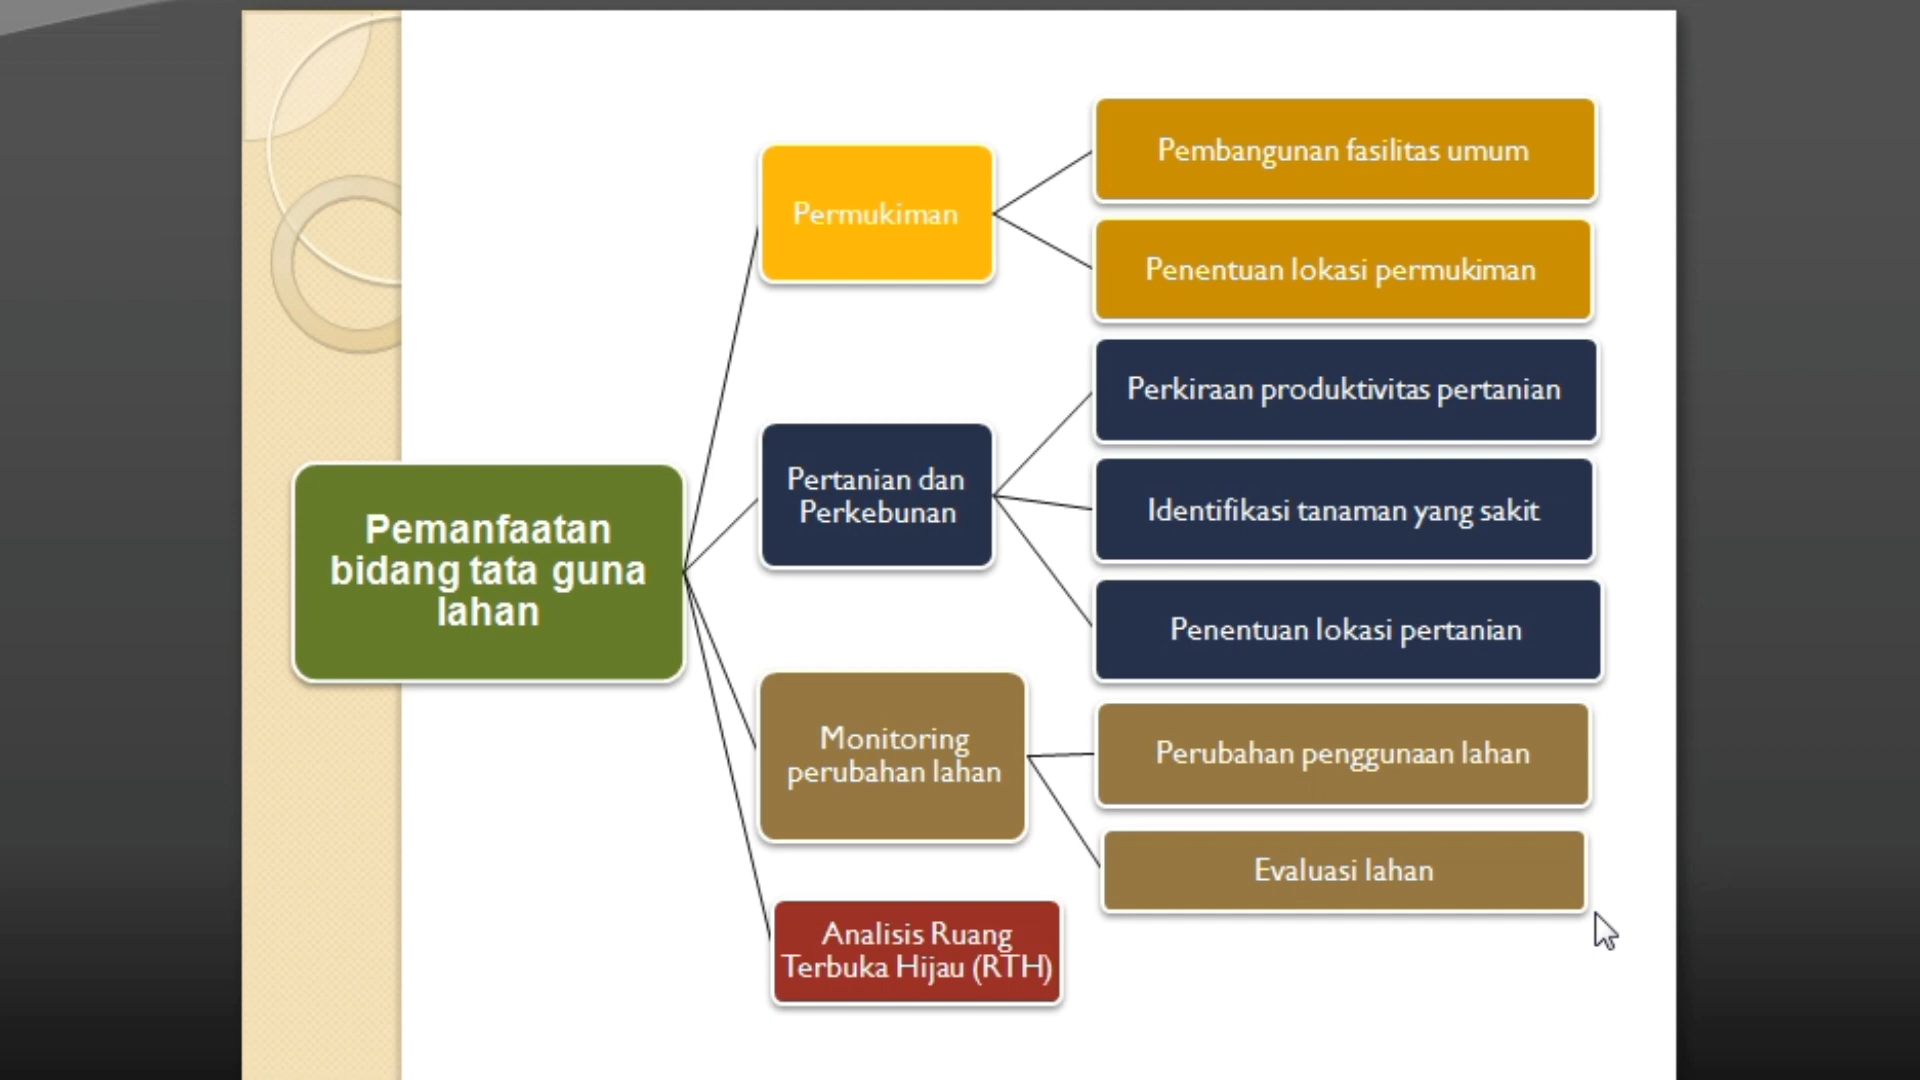 Pemanfaatan
bidang tata guna
lahan
Permukiman
Pembangunan fasilitas umum
Penentuan lokasi permukiman
Pertanian dan
Perkebunan
Perkiraan produktivitas pertanian
Identifikasi tanaman yang sakit
Penentuan lokasi pertanian
Monitoring
perubahan lahan
Perubahan penggunaan lahan
Evaluasi lahan
Analisis Ruang
Terbuka Hijau (RTH)